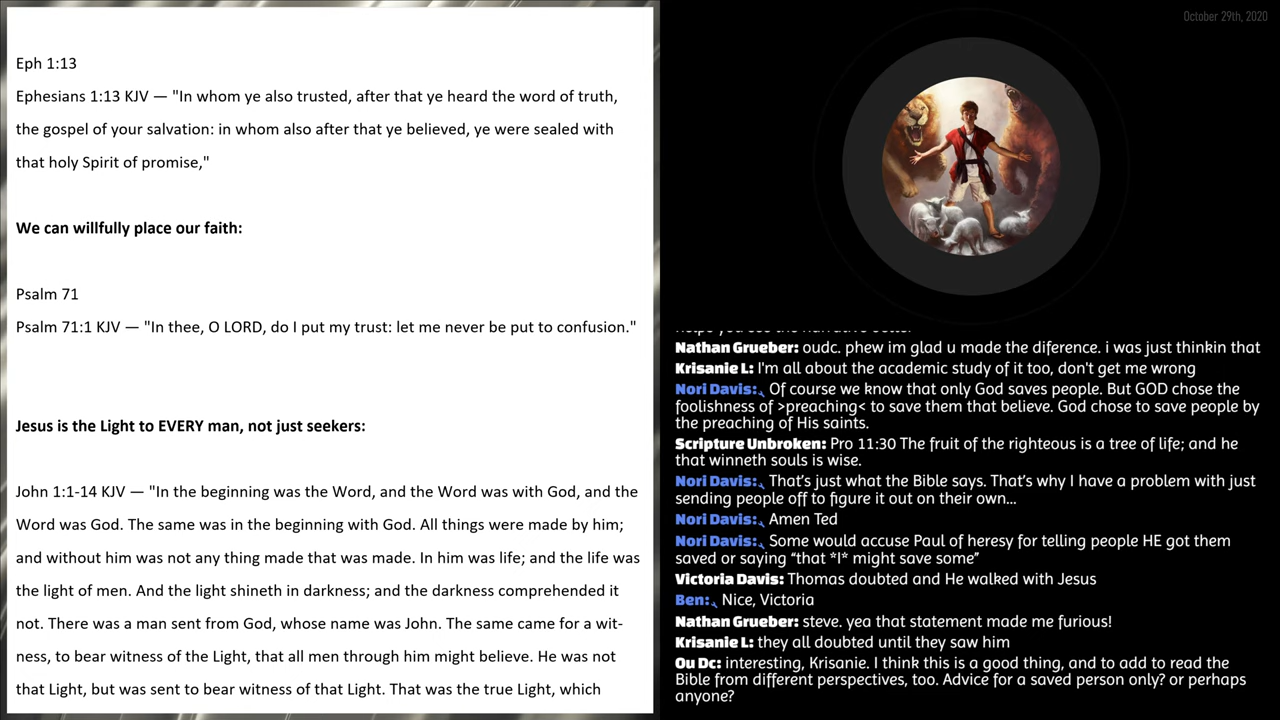 Eph 1:13
Ephesians 1:13 KJV — "In whom ye also trusted, after that ye heard the word of truth,
the gospel of your salvation: in whom also after that ye believed, ye were sealed with
that holy Spirit of promise,"
We can willfully place our faith:
Psalm 71
Psalm 71:1 KJV — "In thee, O LORD, do I put my trust: let me never be put to confusion."
Jesus is the Light to EVERY man, not just seekers:
John 1:1-14 KJV — "In the beginning was the Word, and the Word was with God, and the
Word was God. The same was in the beginning with God. All things were made by him;
and without him was not any thing made that was made. In him was life; and the life was
the light of men. And the light shineth in darkness; and the darkness comprehended it
not. There was a man sent from God, whose name was John. The same came for a wit-
ness, to bear witness of the Light, that all men through him might believe. He was not
that Light, but was sent to bear witness of that Light. That was the true Light, which
October 29th, 2020
Nathan Grueber: oudc. phew im glad u made the diference. i was just thinkin that
Krisanie L: I'm all about the academic study of it too, don't get me wrong
Nori Davis: Of course we know that only God saves people. But GOD chose the
foolishness of >preaching< to save them that believe. God chose to save people by
the preaching of His saints.
Scripture Unbroken: Pro 11:30 The fruit of the righteous is a tree of life; and he
that winneth souls is wise.
Nori Davis: That's just what the Bible says. That's why I have a problem with just
sending people off to figure it out on their own...
Nori Davis: Amen Ted
Nori Davis: Some would accuse Paul of heresy for telling people HE got them
saved or saying “that *I* might save some”
Victoria Davis: Thomas doubted and He walked with Jesus
Ben: Nice, Victoria
Nathan Grueber: steve. yea that statement made me furious!
Krisanie L: they all doubted until they saw him
Ou Dc: interesting, Krisanie. I think this is a good thing, and to add to read the
Bible from different perspectives, too. Advice for a saved person only? or perhaps
anyone?